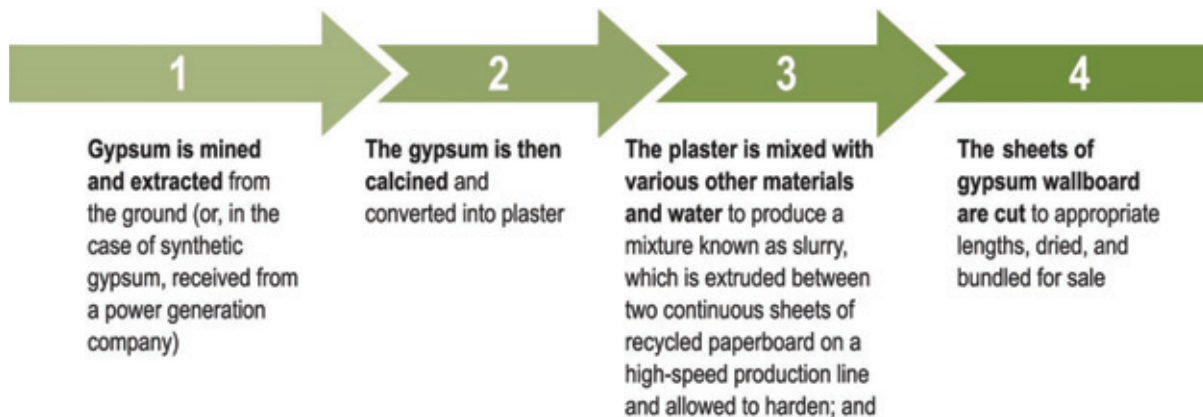 1
Gypsum is mined
and extracted from
the ground (or, in the
case of synthetic
gypsum, received from
a power generation
company)
2
The gypsum is then
calcined and
converted into plaster
3
The plaster is mixed with
various other materials
and water to produce a
mixture known as slurry,
which is extruded between
two continuous sheets of
recycled paperboard on a
high-speed production line
and allowed to harden; and
4
The sheets of
gypsum wallboard
are cut to appropriate
lengths, dried, and
bundled for sale